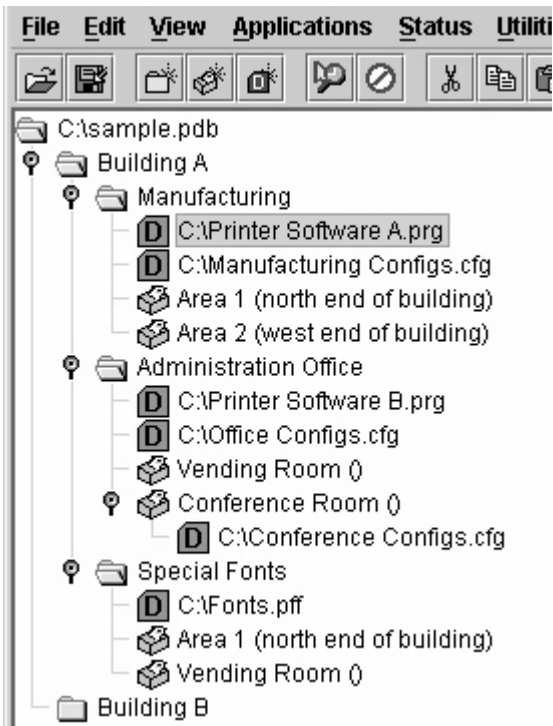 File Edit View Applications Status
C:\sample.pdb
Building A
Manufacturing
D C:\Printer Software A.prg
D C:\Manufacturing Configs.cfg
Area 1 (north end of building)
Area 2 (west end of building)
Administration Office
D C:\Printer Software B.prg
D C:\Office Configs.cfg
Vending Room ()
Conference Room ()
D C:\Conference Configs.cfg
Special Fonts
D C:\Fonts.pff
Area 1 (north end of building)
Vending Room ()
Building B